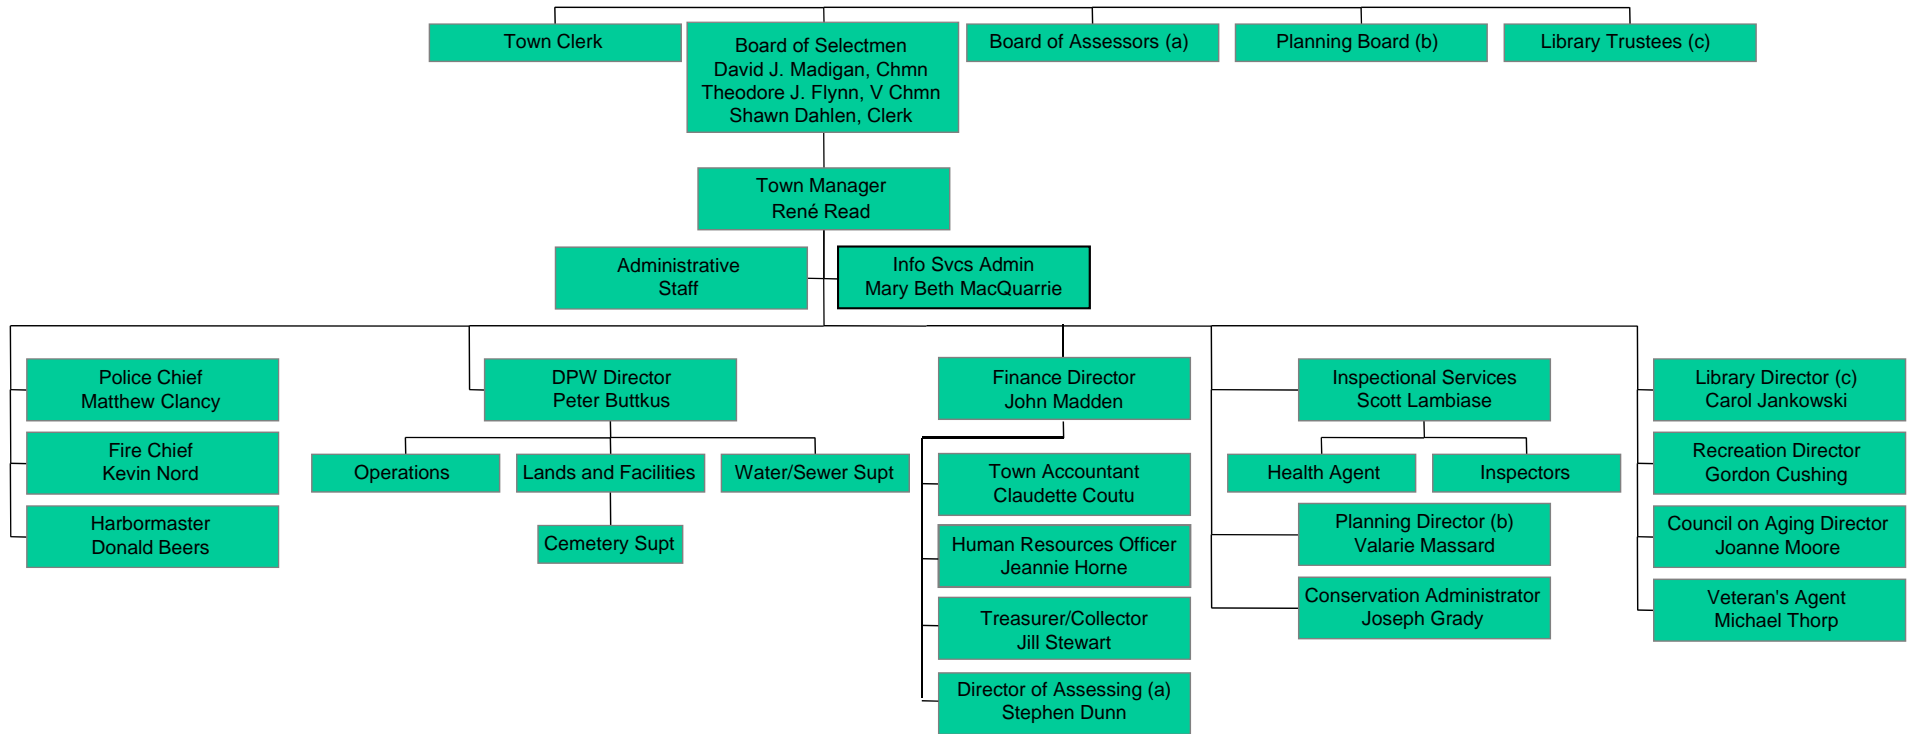 Town Clerk
Board of Selectmen
David J. Madigan, Chmn
Theodore J. Flynn, V Chmn
Shawn Dahlen, Clerk
Board of Assessors (a)
Planning Board (b)
Library Trustees (c)
Town Manager
René Read
Administrative
Staff
Info Svcs Admin
Mary Beth MacQuarrie
Police Chief
Matthew Clancy
Fire Chief
Kevin Nord
Harbormaster
Donald Beers
DPW Director
Peter Buttkus
Operations
Lands and Facilities
Water/Sewer Supt
Cemetery Supt
Finance Director
John Madden
Town Accountant
Claudette Coutu
Human Resources Officer
Jeannie Horne
Treasurer/Collector
Jill Stewart
Director of Assessing (a)
Stephen Dunn
Inspectional Services
Scott Lambiase
Health Agent
Inspectors
Planning Director (b)
Valarie Massard
Conservation Administrator
Joseph Grady
Library Director (c)
Carol Jankowski
Recreation Director
Gordon Cushing
Council on Aging Director
Joanne Moore
Veteran's Agent
Michael Thorp